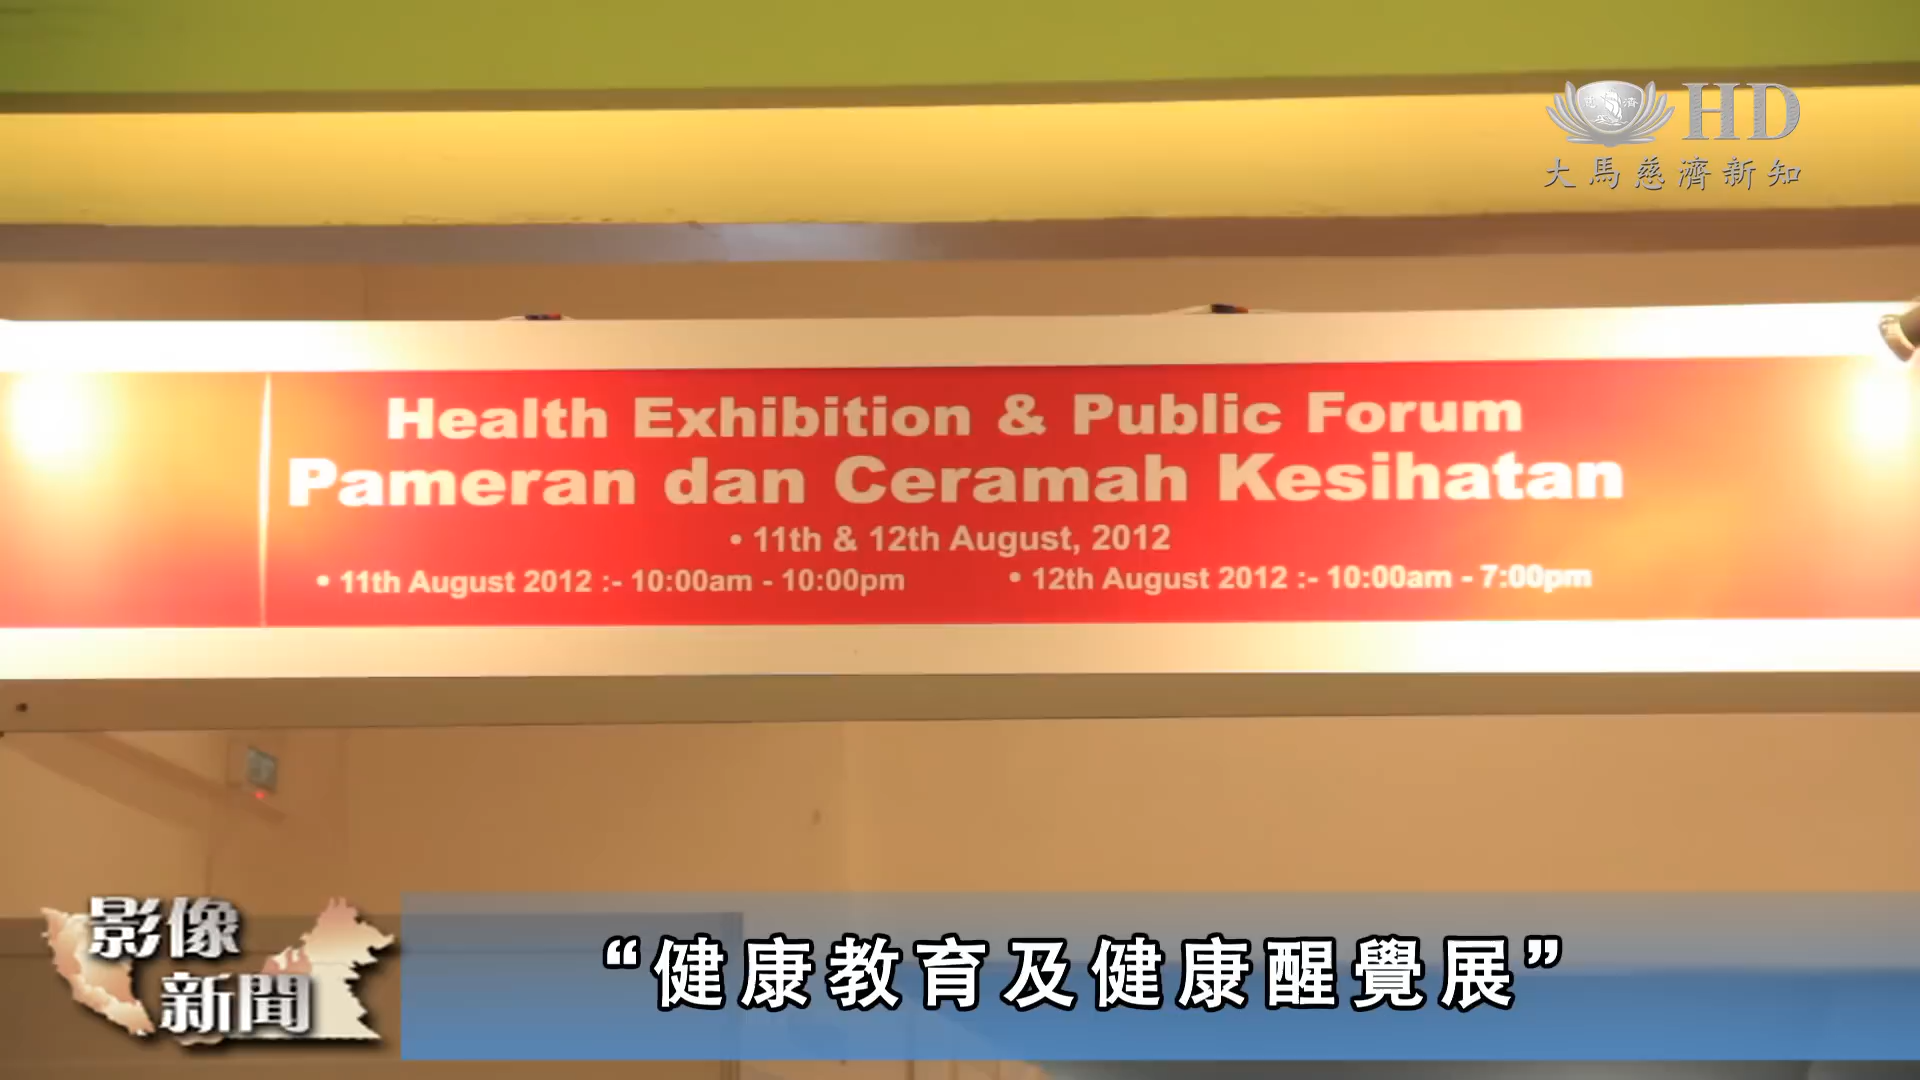 HD
大馬慈濟新知
Health Exhibition & Public Forum
Pameran dan Ceramah Kesihatan
• 11th & 12th August, 2012
• 11th August 2012 :- 10:00am - 10:00pm
• 12th August 2012 :- 10:00am - 7:00pm
影像
新聞
“健康教育及健康醒覺展”